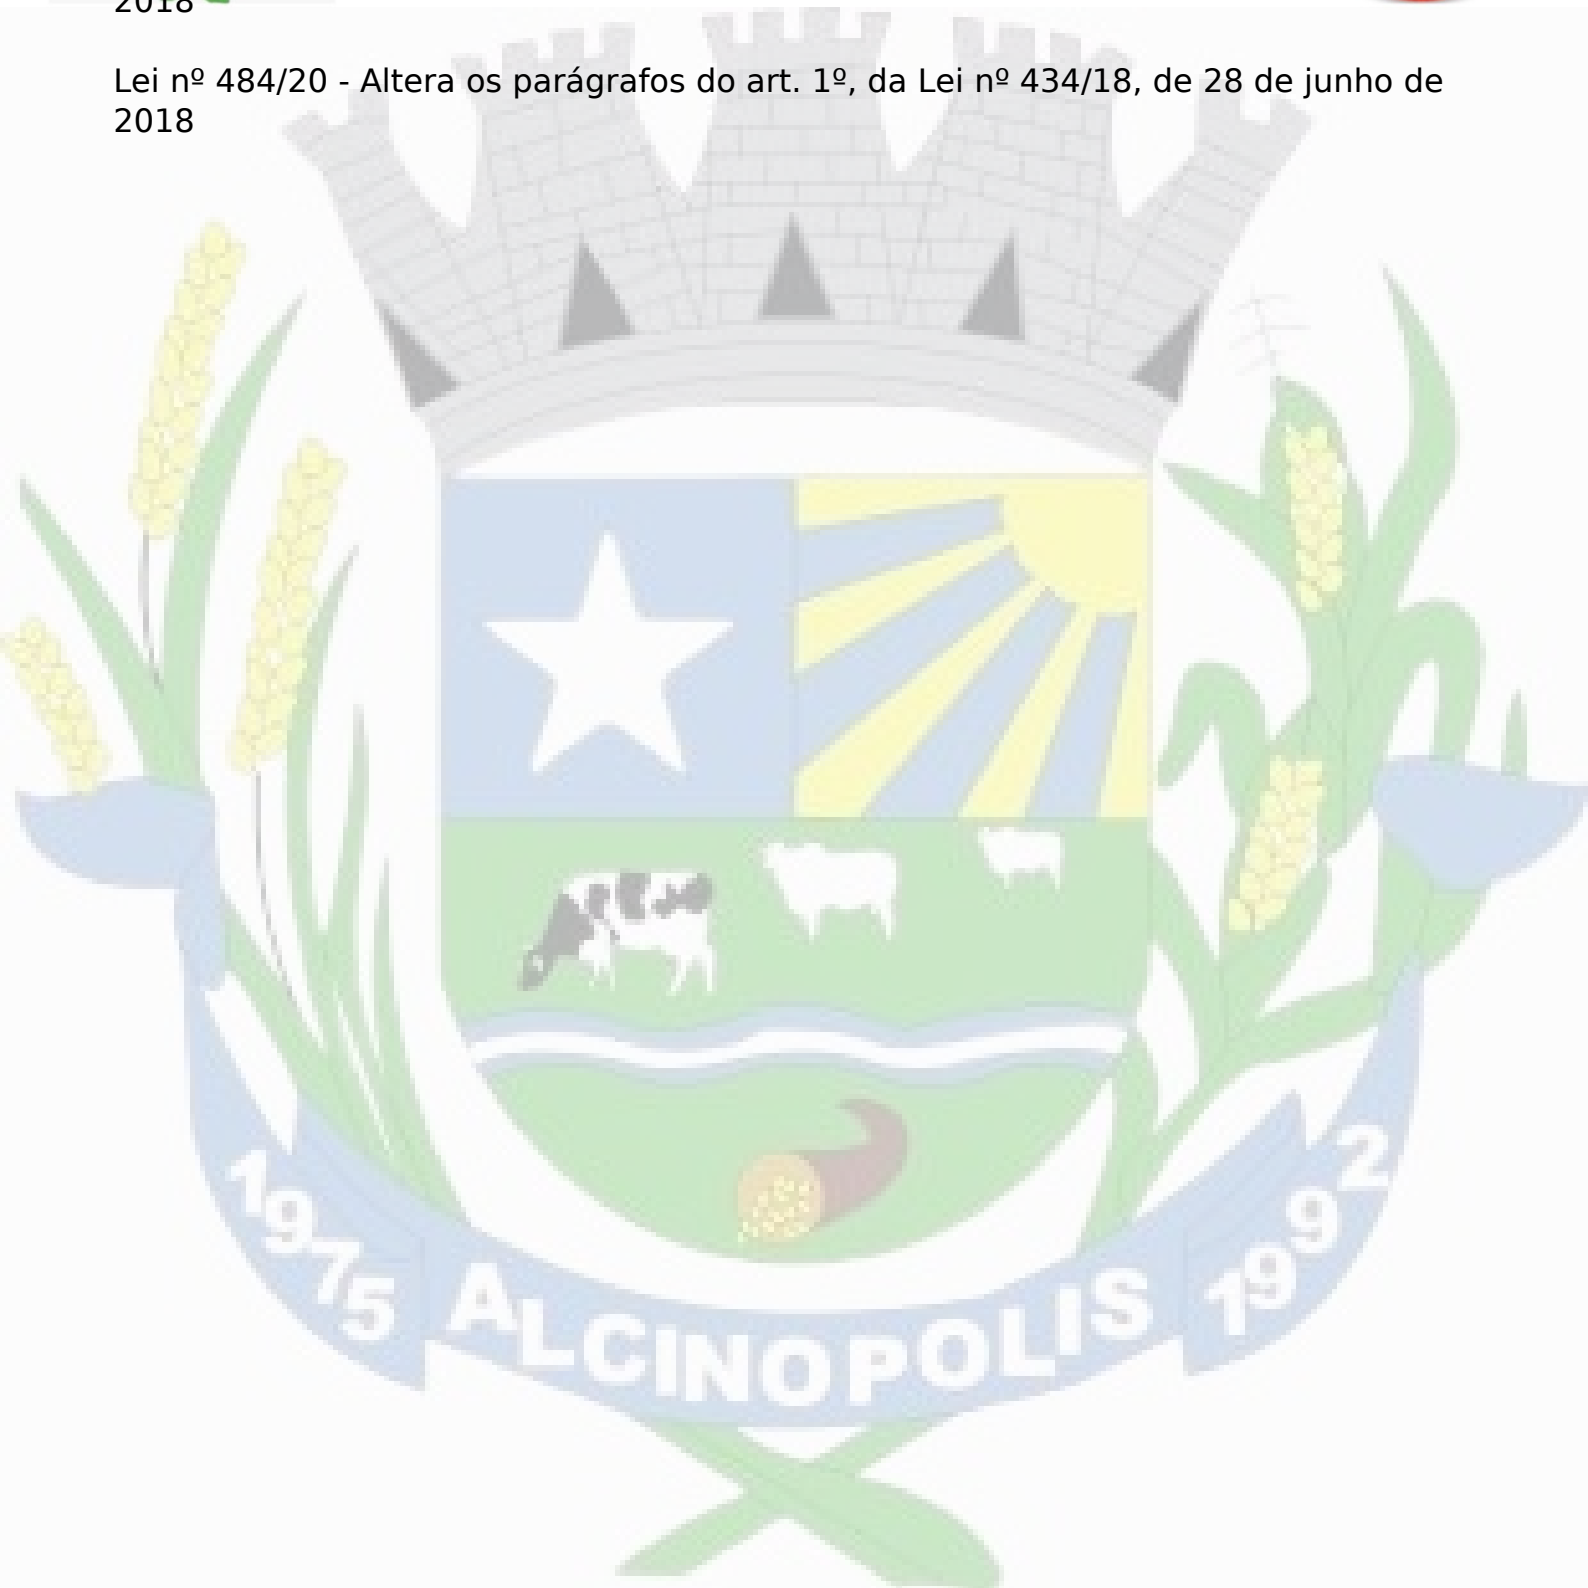 2018
Lei nº 484/20 - Altera os parágrafos do art. 1º, da Lei nº 434/18, de 28 de junho de
2018
1975 ALCINOPOLIS 1992